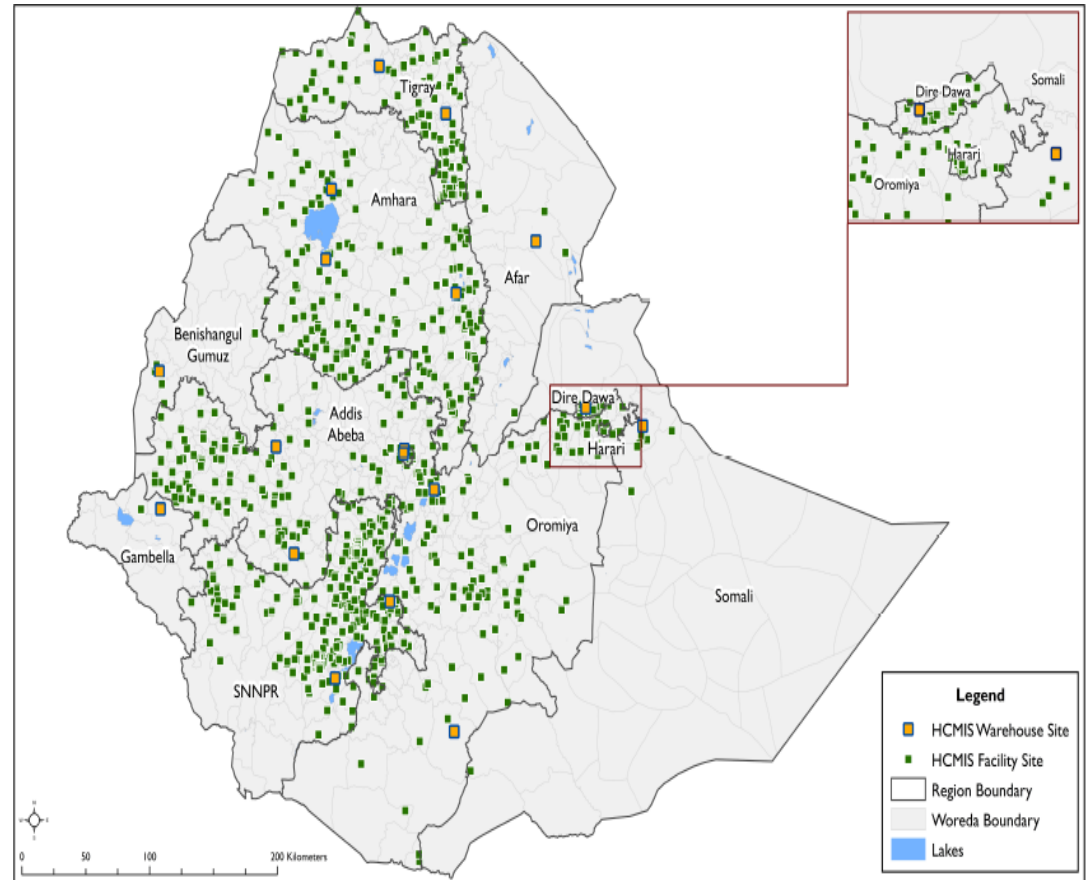 Tigray
Amhara
Afar
Benishangul
Gumuz
Addis
Abeba
Dire Dawa
Harari
Oromiya
Gambella
Somali
SNNPR
Somali
Dire Dawa
Harari
Oromiya
Legend
HCMIS Warehouse Site
HCMIS Facility Site
Region Boundary
Woreda Boundary
Lakes
0 50 100 200 Kilometers